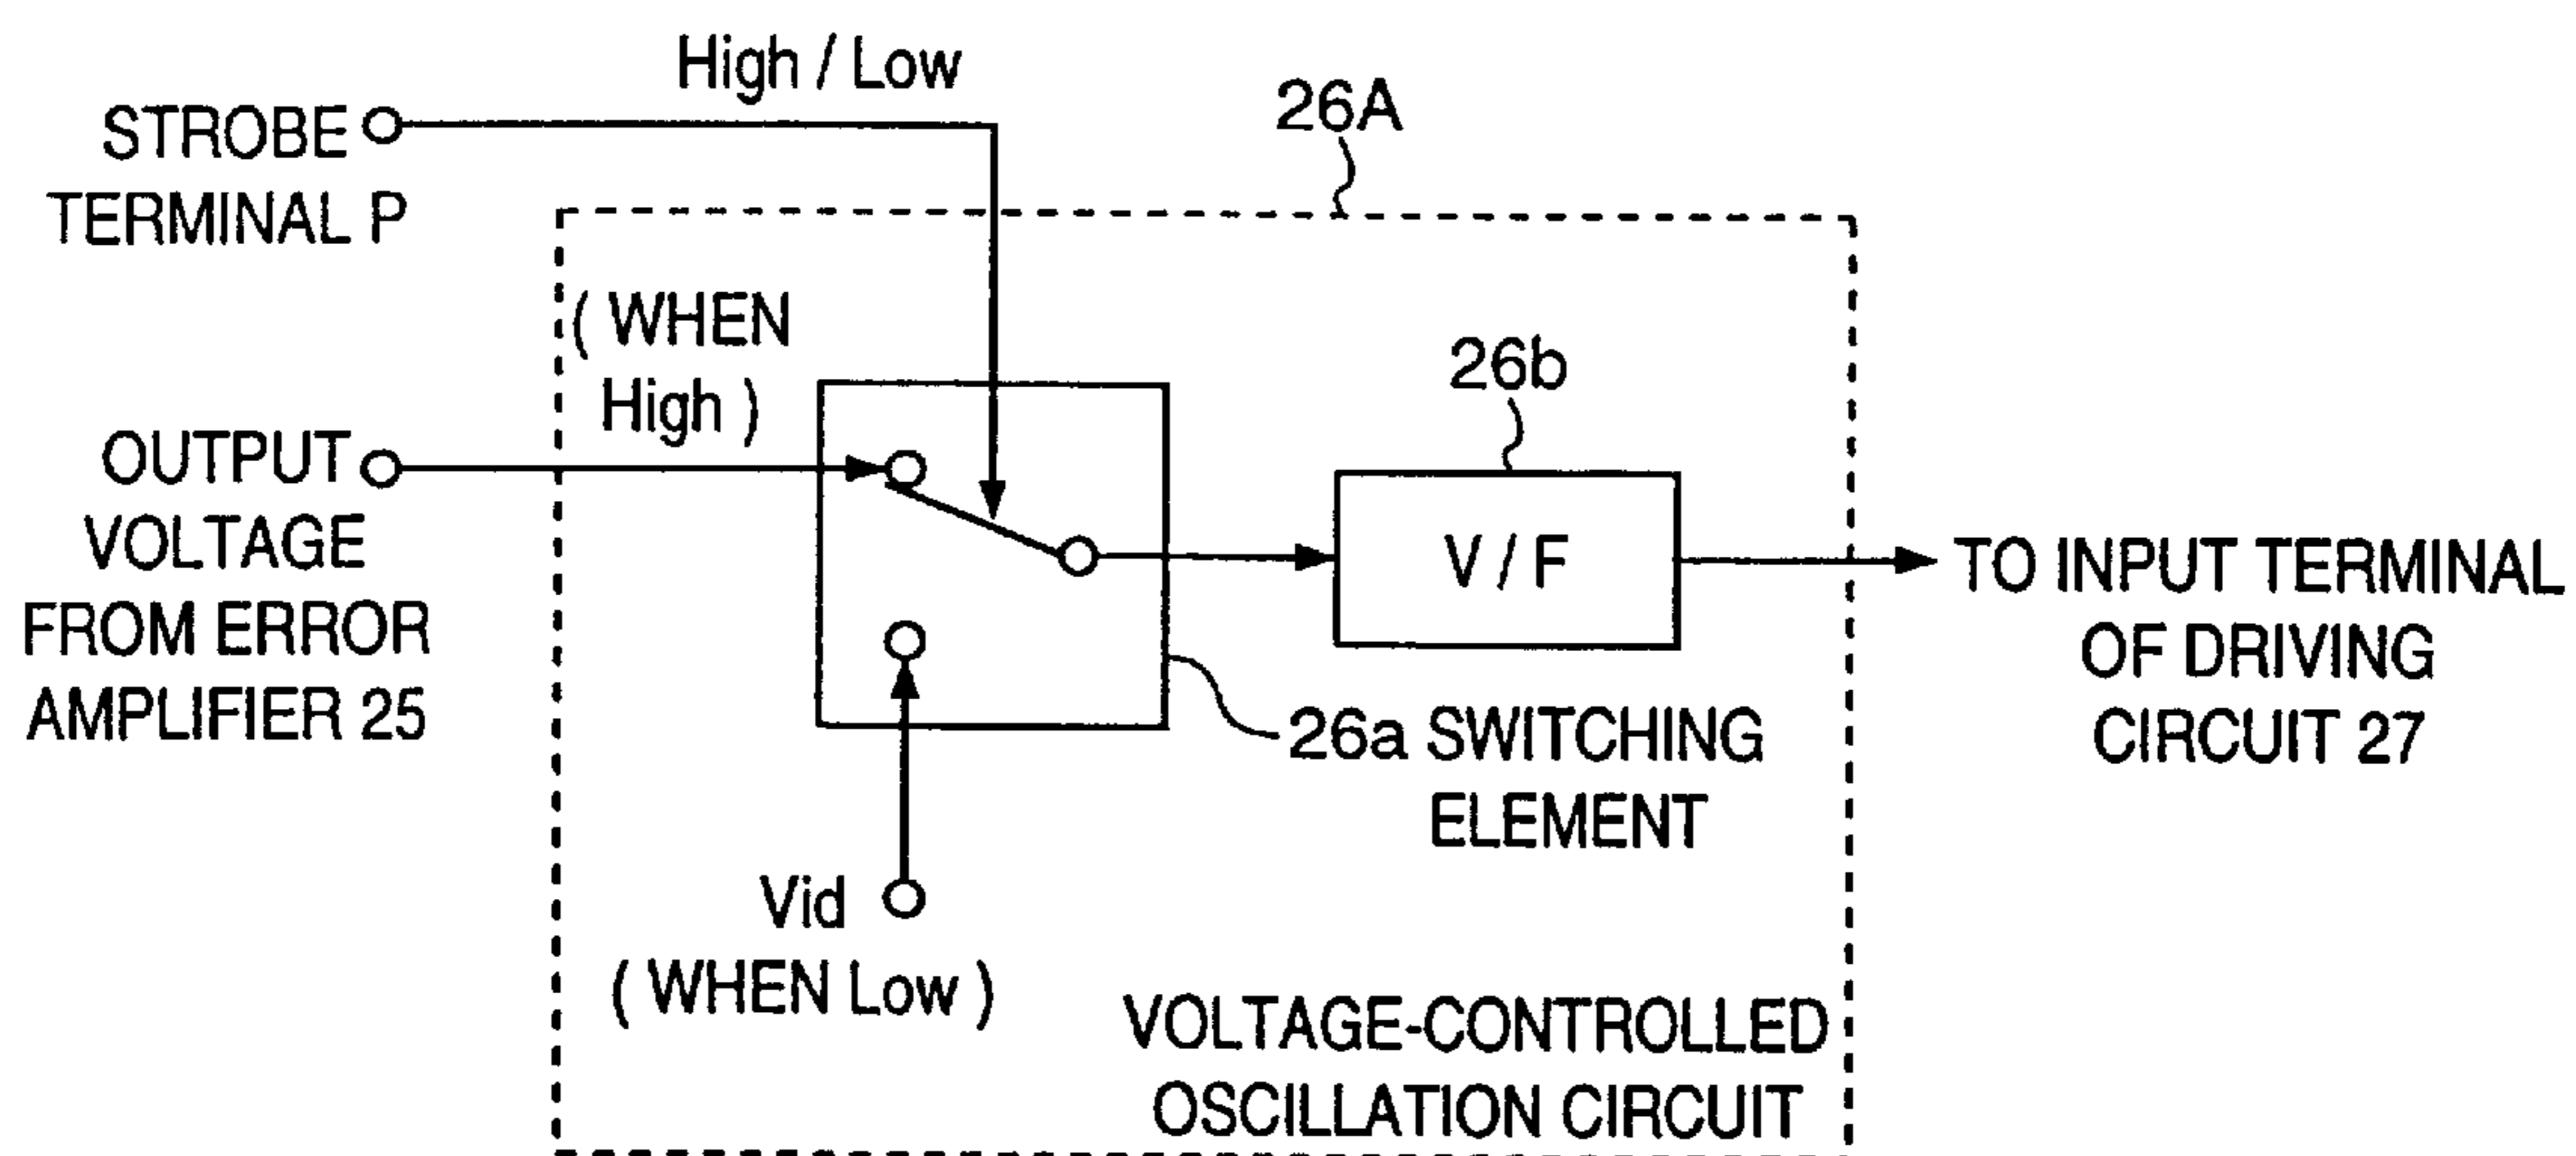 High / Low
STROBE
TERMINAL P
26A
( WHEN
High )
OUTPUT
VOLTAGE
FROM ERROR
AMPLIFIER 25
26b
V / F
TO INPUT TERMINAL
OF DRIVING
CIRCUIT 27
26a SWITCHING
ELEMENT
Vid
( WHEN Low )
VOLTAGE-CONTROLLED
OSCILLATION CIRCUIT